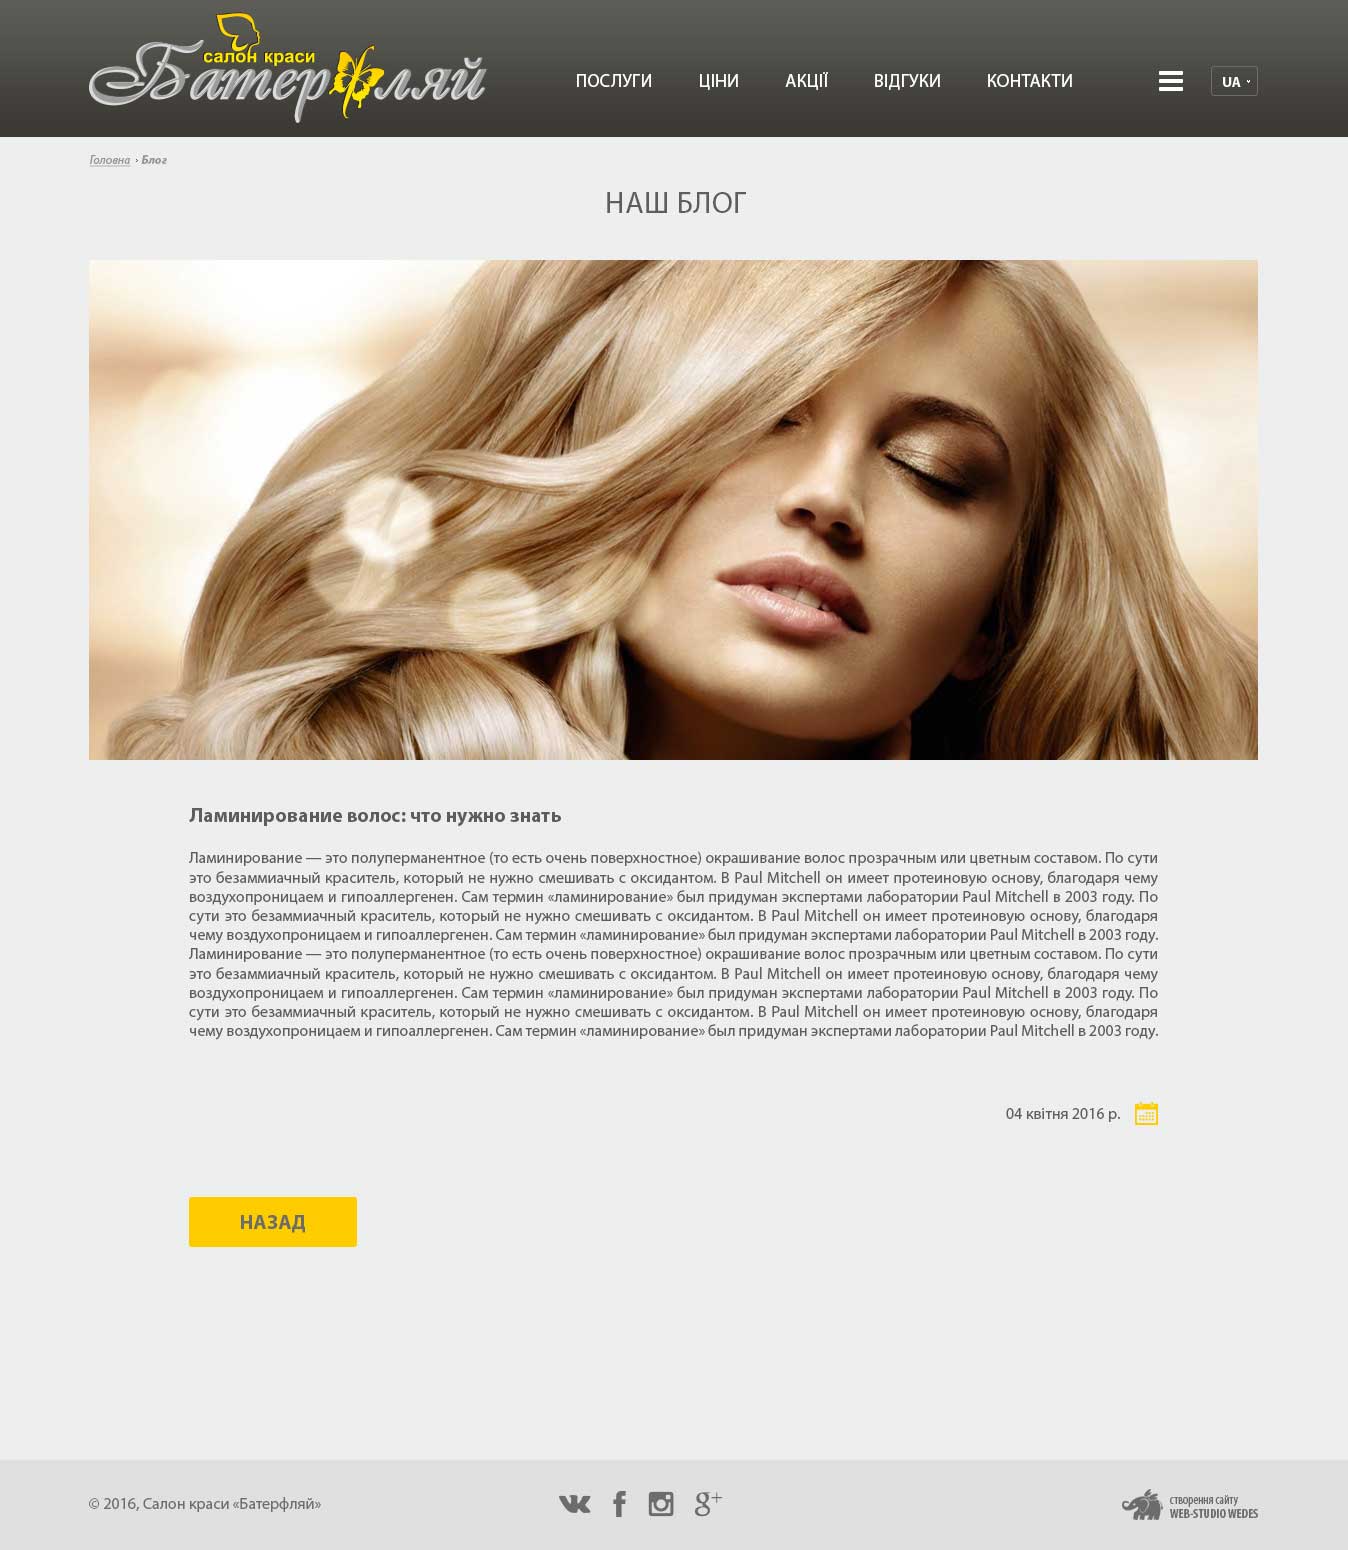 салон краси
Батерфляй
ПОСЛУГИ ЦІНИ АКЦІЇ ВІДГУКИ КОНТАКТИ UA
Головна › Блог
НАШ БЛОГ
Ламинирование волос: что нужно знать
Ламинирование — это полуперманентное (то есть очень поверхностное) окрашивание волос прозрачным или цветным составом. По сути
это безаммиачный краситель, который не нужно смешивать с оксидантом. В Paul Mitchell он имеет протеиновую основу, благодаря чему
воздухопроницаем и гипоаллергенен. Сам термин «ламинирование» был придуман экспертами лаборатории Paul Mitchell в 2003 году. По
сути это безаммиачный краситель, который не нужно смешивать с оксидантом. В Paul Mitchell он имеет протеиновую основу, благодаря
чему воздухопроницаем и гипоаллергенен. Сам термин «ламинирование» был придуман экспертами лаборатории Paul Mitchell в 2003 году.
Ламинирование — это полуперманентное (то есть очень поверхностное) окрашивание волос прозрачным или цветным составом. По сути
это безаммиачный краситель, который не нужно смешивать с оксидантом. В Paul Mitchell он имеет протеиновую основу, благодаря чему
воздухопроницаем и гипоаллергенен. Сам термин «ламинирование» был придуман экспертами лаборатории Paul Mitchell в 2003 году. По
сути это безаммиачный краситель, который не нужно смешивать с оксидантом. В Paul Mitchell он имеет протеиновую основу, благодаря
чему воздухопроницаем и гипоаллергенен. Сам термин «ламинирование» был придуман экспертами лаборатории Paul Mitchell в 2003 году.
04 квітня 2016 р.
НАЗАД
© 2016, Салон краси «Батерфляй»
g+
створення сайту
WEB-STUDIO WEDES